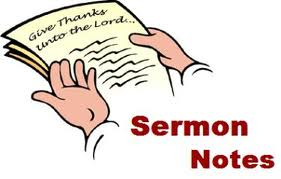 Give Thanks
Unto the Lord...
Sermon
Notes